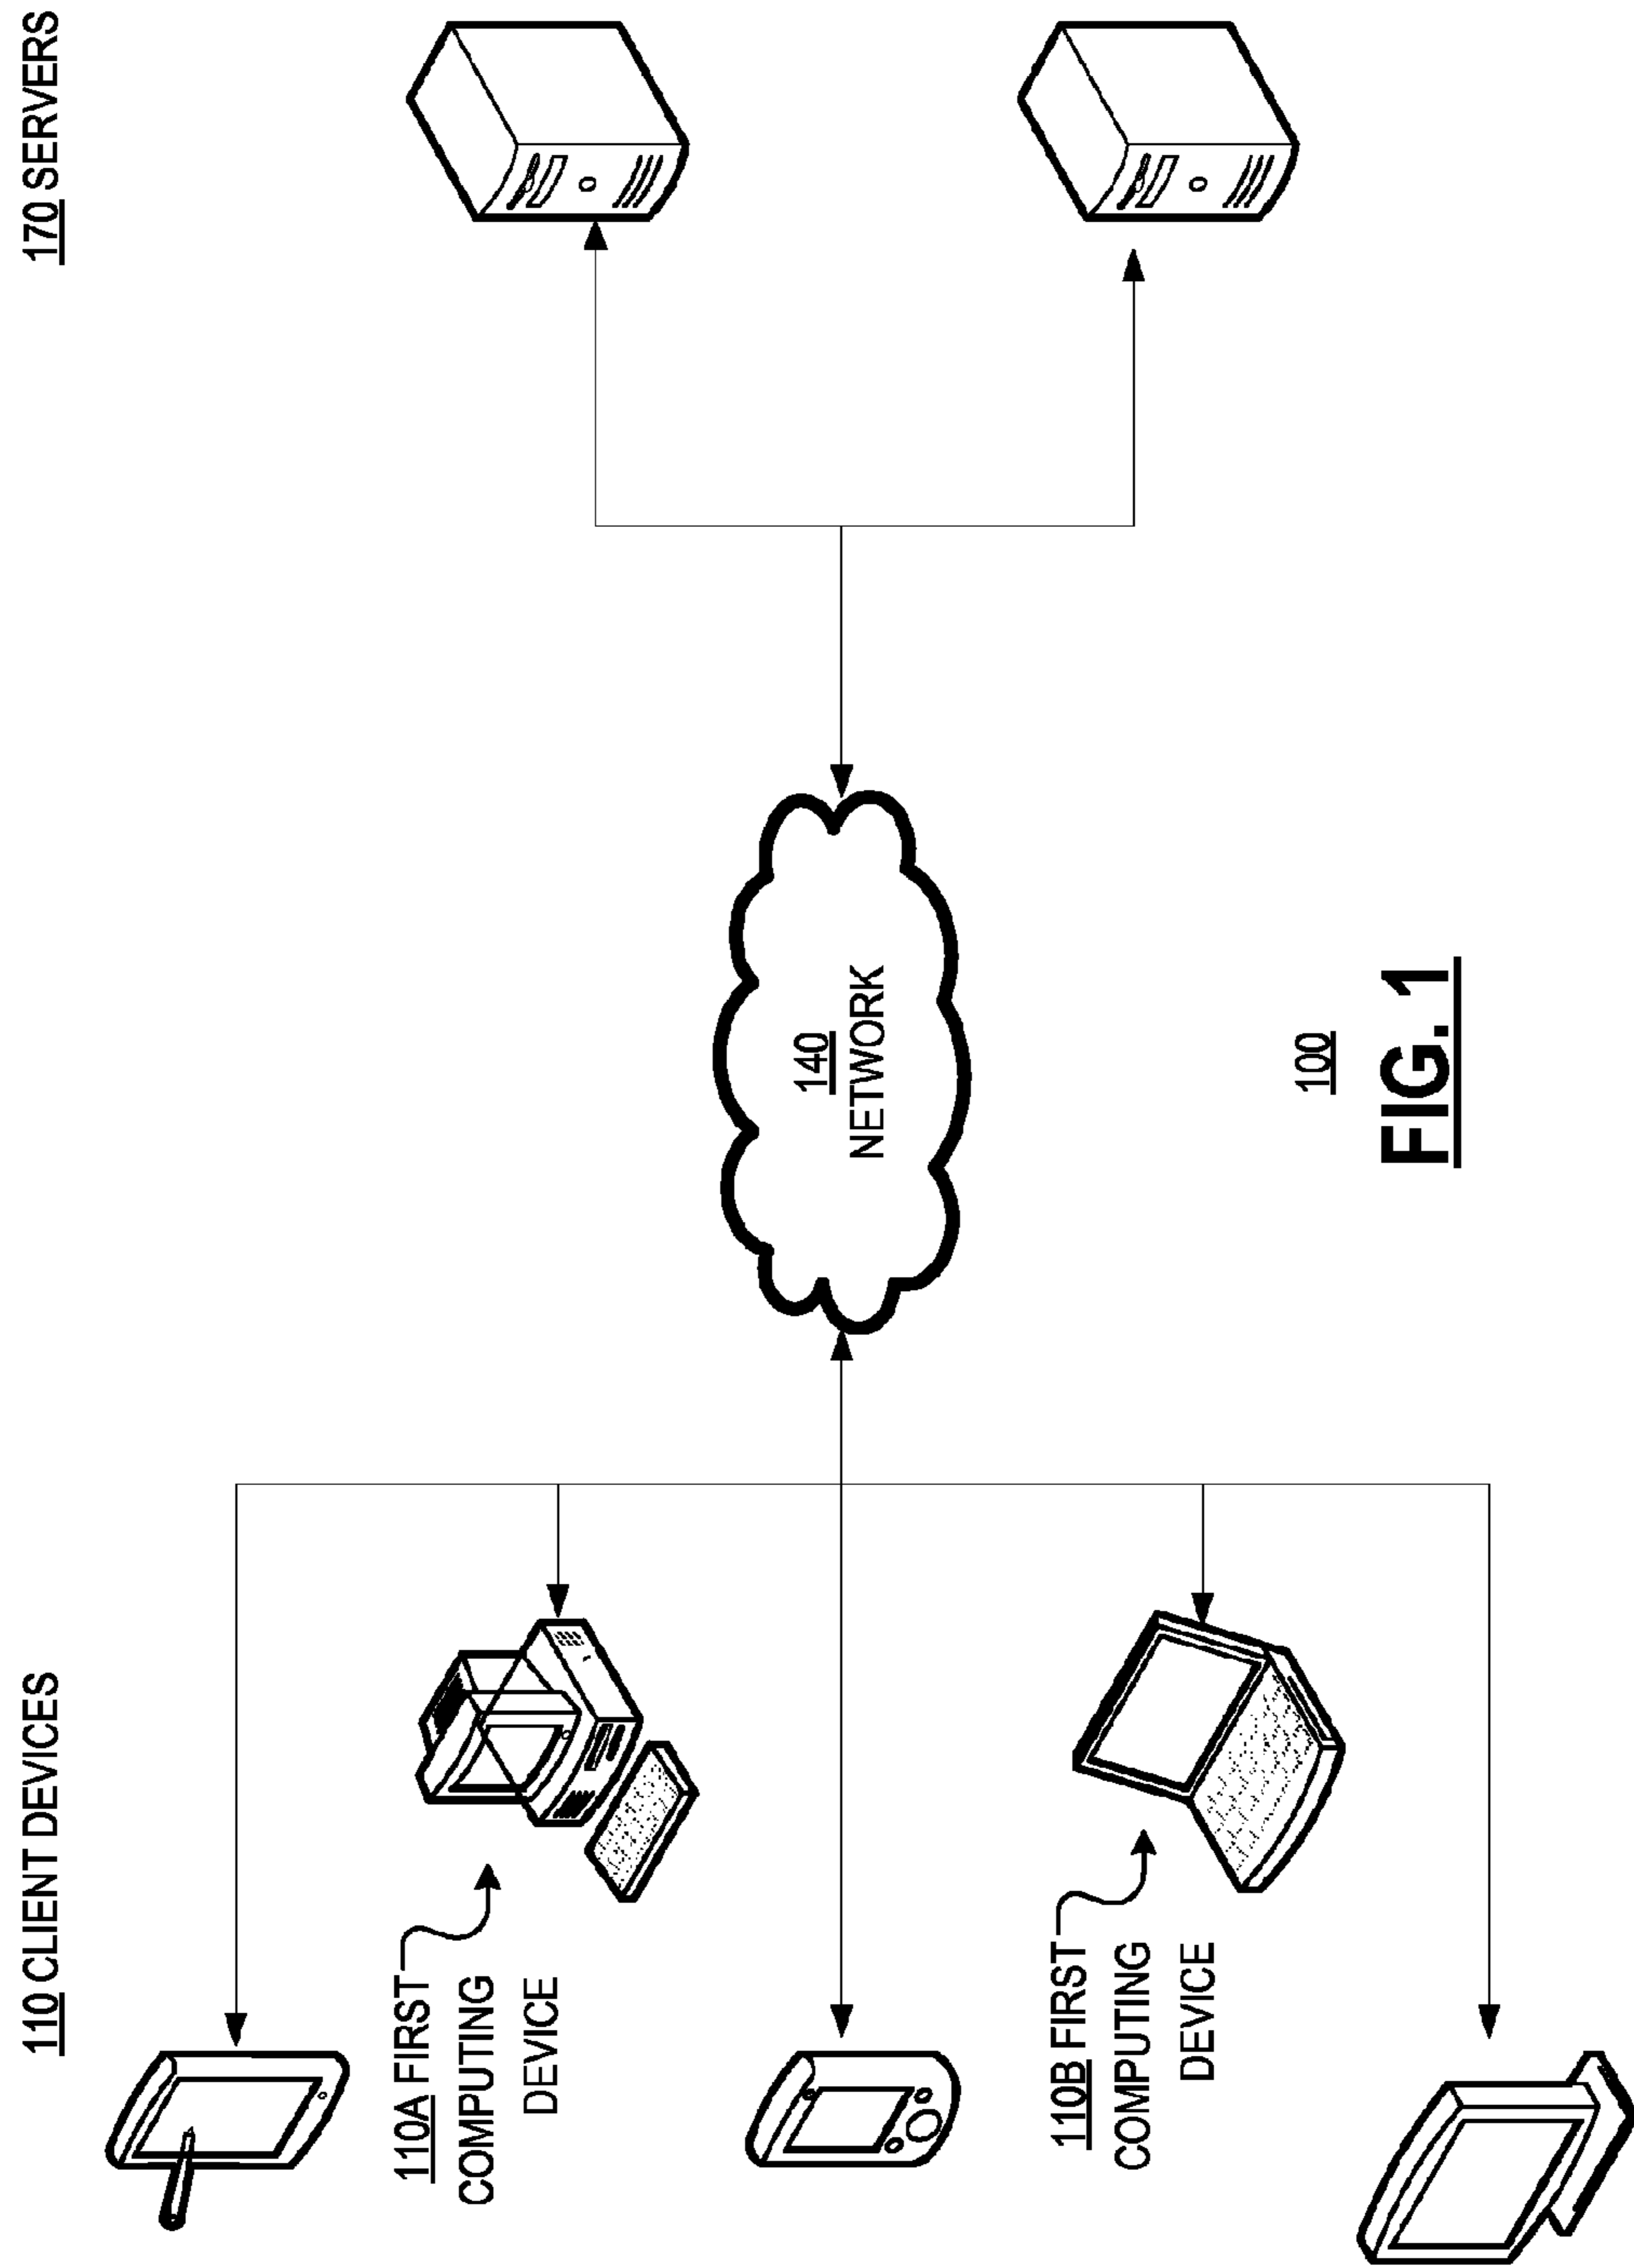 110 CLIENT DEVICES
170 SERVERS
110A FIRST
COMPUTING
DEVICE
140
NETWORK
110B FIRST
COMPUTING
DEVICE
100
FIG. 1